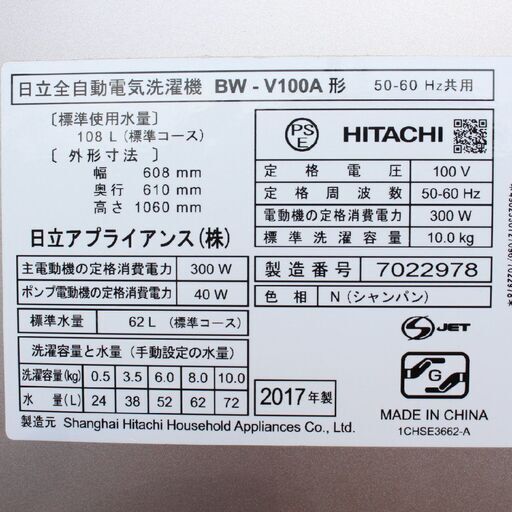 日立全自動電気洗濯機 BW - V100A 形 50-60 Hz共用
〔標準使用水量〕
108 L (標準コース)
〔外形寸法〕
幅 608 mm
奥行 610 mm
高さ 1060 mm
日立アプライアンス(株)
主電動機の定格消費電力 300 W
ポンプ電動機の定格消費電力 40 W
標準水量 62 L (標準コース)
洗濯容量と水量 (手動設定の水量)
洗濯容量(kg) 0.5 3.5 6.0 8.0 10.0
水 量(L) 24 38 52 62 72
製造元 Shanghai Hitachi Household Appliances Co., Ltd.
PS
E
HITACHI
定格電圧 100 V
定格周波数 50-60 Hz
電動機の定格消費電力 300 W
標準洗濯容量 10.0 kg
製造番号 7022978
色相 N (シャンパン)
S JET
G
2017年製
MADE IN CHINA
1CHSE3662-A